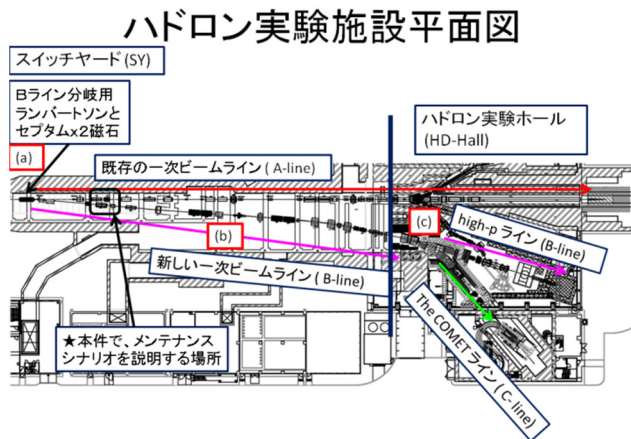 ハドロン実験施設平面図
スイッチヤード(SY)
Bライン分岐用
ランバートソンと
セプタムx2磁石
ハドロン実験ホール
(HD-Hall)
(a)
既存の一次ビームライン( A-line)
(b)
(c)
high-p ライン(B-line)
新しい一次ビームライン( B-line)
The COMETライン( C- line)
★本件で、メンテナンス
シナリオを説明する場所